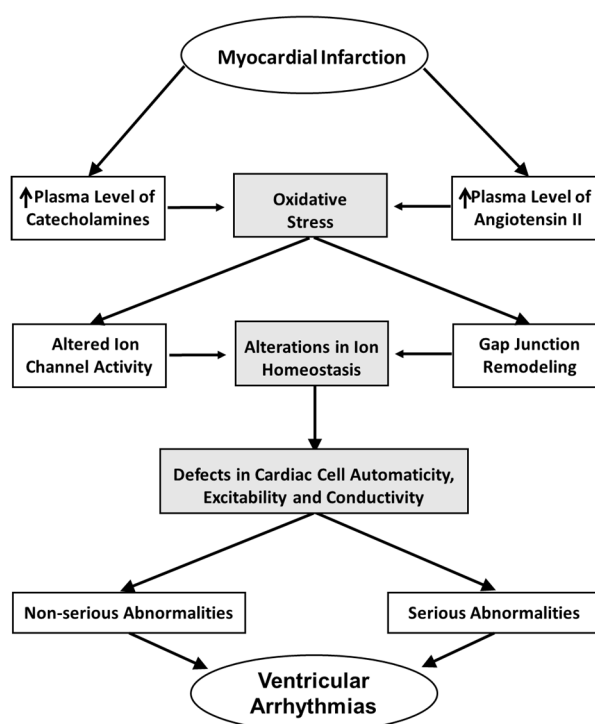 Myocardial Infarction
↑Plasma Level of
Catecholamines
Oxidative
Stress
↑Plasma Level of
Angiotensin II
Altered Ion
Channel Activity
Alterations in Ion
Homeostasis
Gap Junction
Remodeling
Defects in Cardiac Cell Automaticity,
Excitability and Conductivity
Non-serious Abnormalities
Serious Abnormalities
Ventricular
Arrhythmias